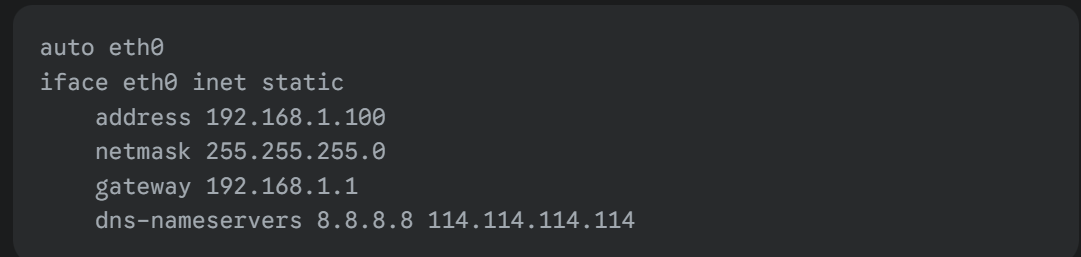 auto eth0
iface eth0 inet static
    address 192.168.1.100
    netmask 255.255.255.0
    gateway 192.168.1.1
    dns-nameservers 8.8.8.8 114.114.114.114